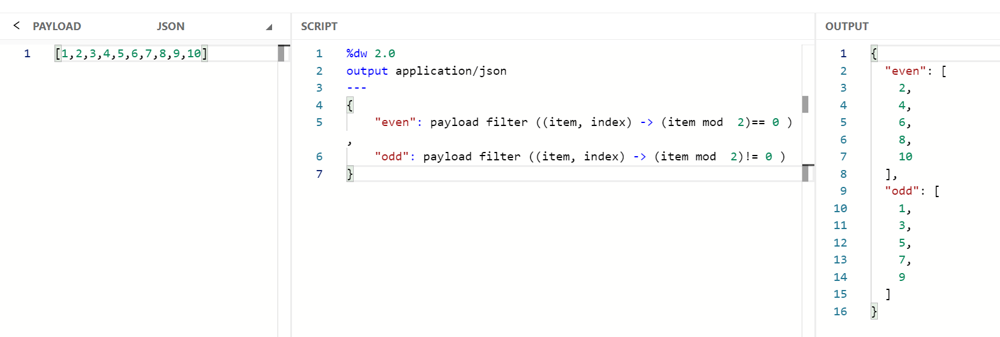 < PAYLOAD JSON
1 [1,2,3,4,5,6,7,8,9,10]
SCRIPT
1 %dw 2.0
2 output application/json
3 ---
4 {
5 "even": payload filter ((item, index) -> (item mod  2)== 0 )
,
6 "odd": payload filter ((item, index) -> (item mod  2)!= 0 )
7 }
OUTPUT
1 {
2 "even": [
3 2,
4 4,
5 6,
6 8,
7 10
8 ],
9 "odd": [
10 1,
11 3,
12 5,
13 7,
14 9
15 ]
16 }